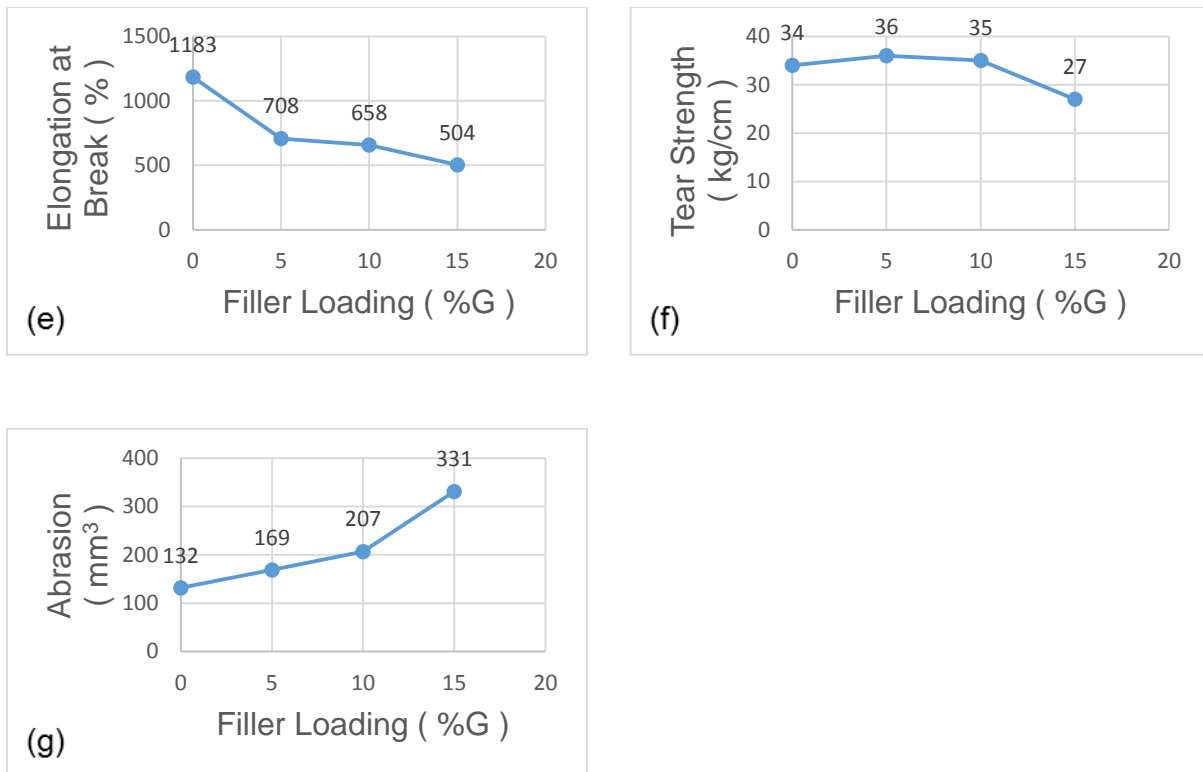 Elongation at
Break ( % )
1500
1000
500
0
1183
708
658
504
0 5 10 15 20
Filler Loading ( %G )
(e)
Tear Strength
( kg/cm )
40
30
20
10
0
34
36
35
27
0 5 10 15 20
Filler Loading ( %G )
(f)
Abrasion
( mm³ )
400
300
200
100
0
132
169
207
331
0 5 10 15 20
Filler Loading ( %G )
(g)